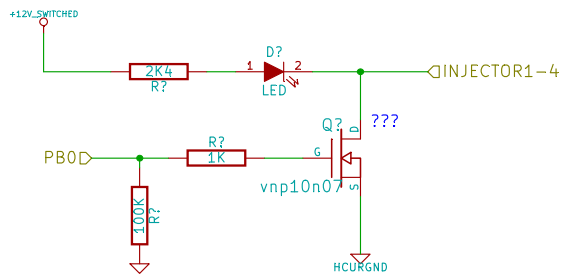 +12V_SWITCHED
D?
1 2
2K4
R?
LED
INJECTOR1-4
Q?
???
D
R?
G
PB0
1K
vnp10n07
S
100K
R?
HCURGND